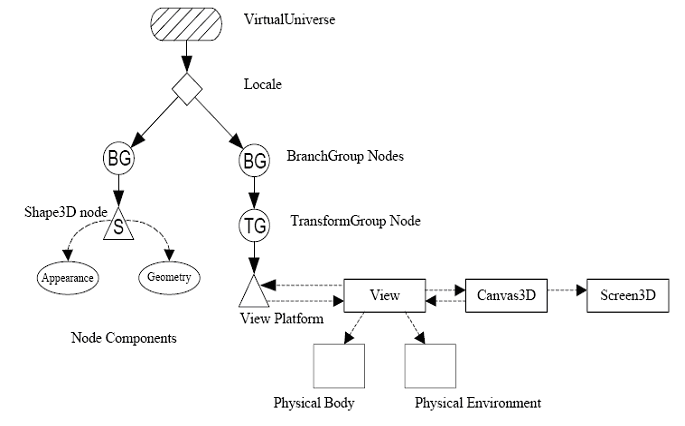 VirtualUniverse
Locale
BG
BG
BranchGroup Nodes
Shape3D node
S
TG
TransformGroup Node
Appearance
Geometry
View
Canvas3D
Screen3D
View Platform
Node Components
Physical Body
Physical Environment